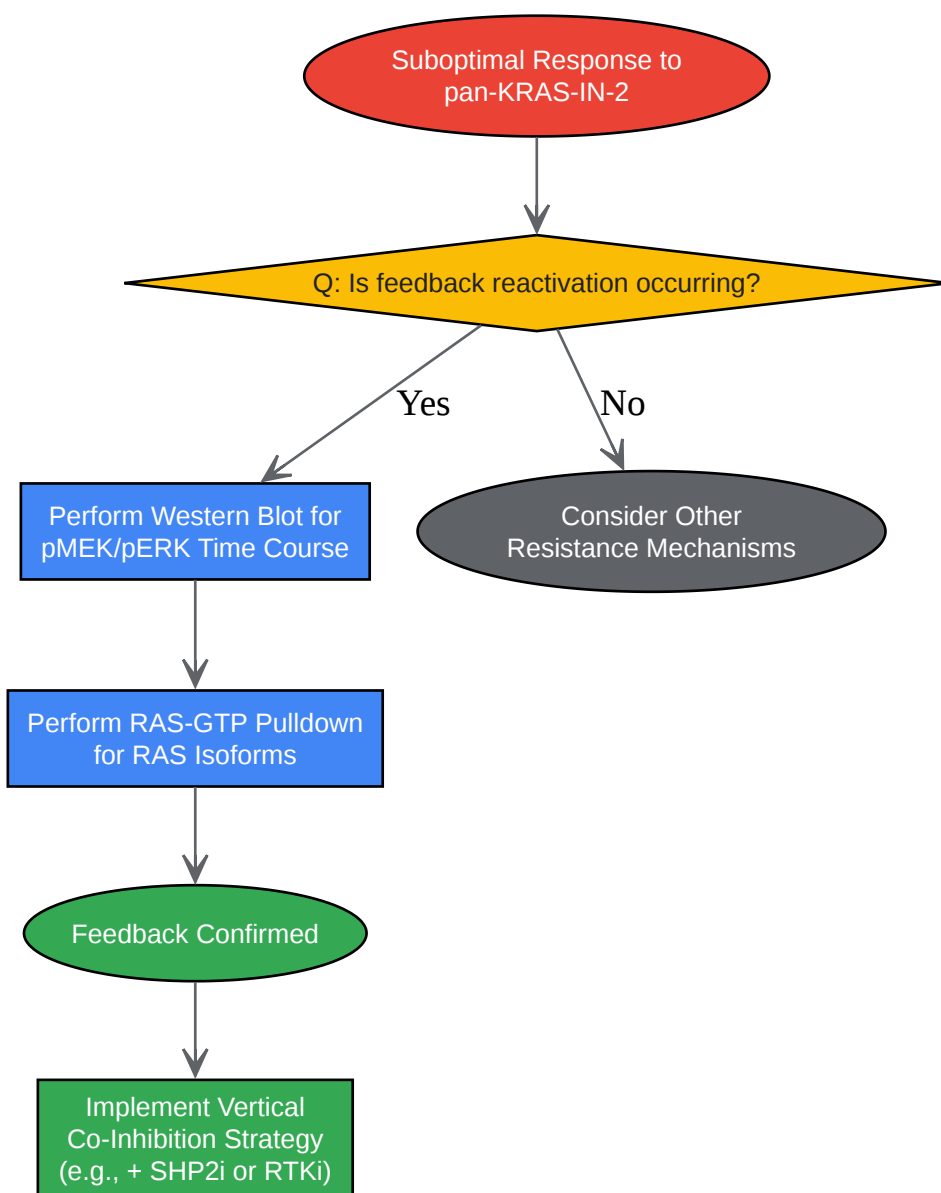 Suboptimal Response to
pan-KRAS-IN-2
Q: Is feedback reactivation occurring?
Yes
No
Perform Western Blot for
pMEK/pERK Time Course
Consider Other
Resistance Mechanisms
Perform RAS-GTP Pulldown
for RAS Isoforms
Feedback Confirmed
Implement Vertical
Co-Inhibition Strategy
(e.g., + SHP2i or RTKi)